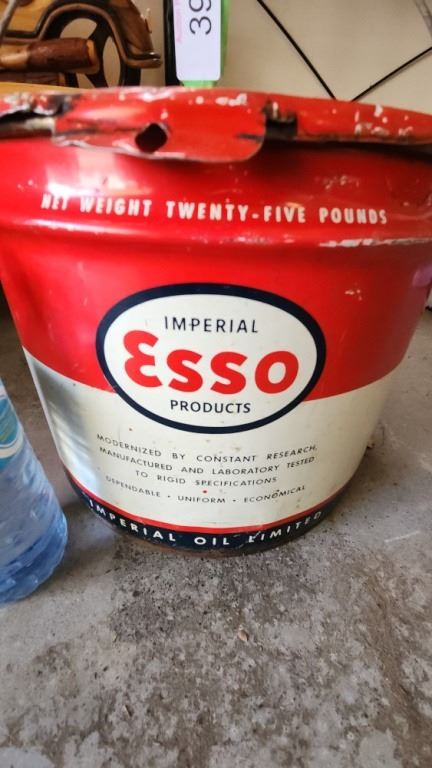 39
NET WEIGHT TWENTY-FIVE POUNDS
IMPERIAL
Esso
PRODUCTS
MODERNIZED BY CONSTANT RESEARCH,
MANUFACTURED AND LABORATORY TESTED
TO RIGID SPECIFICATIONS
DEPENDABLE • UNIFORM • ECONOMICAL
IMPERIAL OIL LIMITED